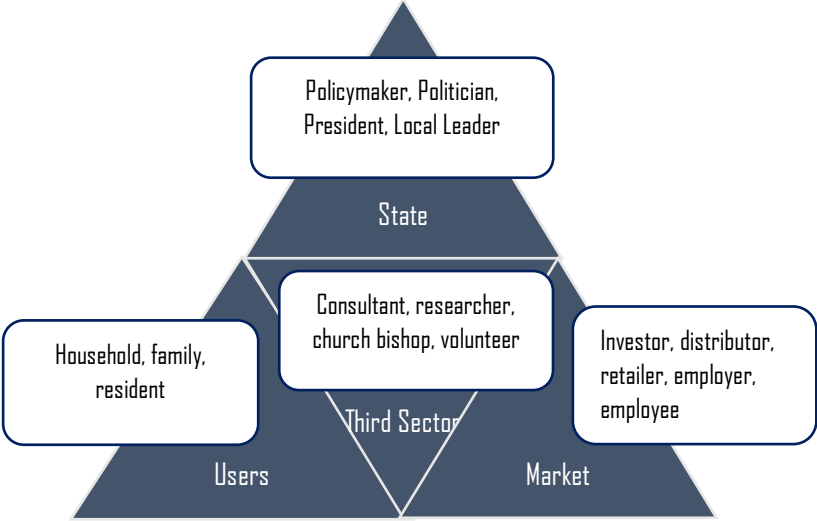 Policymaker, Politician,
President, Local Leader
State
Consultant, researcher,
church bishop, volunteer
Household, family,
resident
Investor, distributor,
retailer, employer,
employee
Third Sector
Users
Market